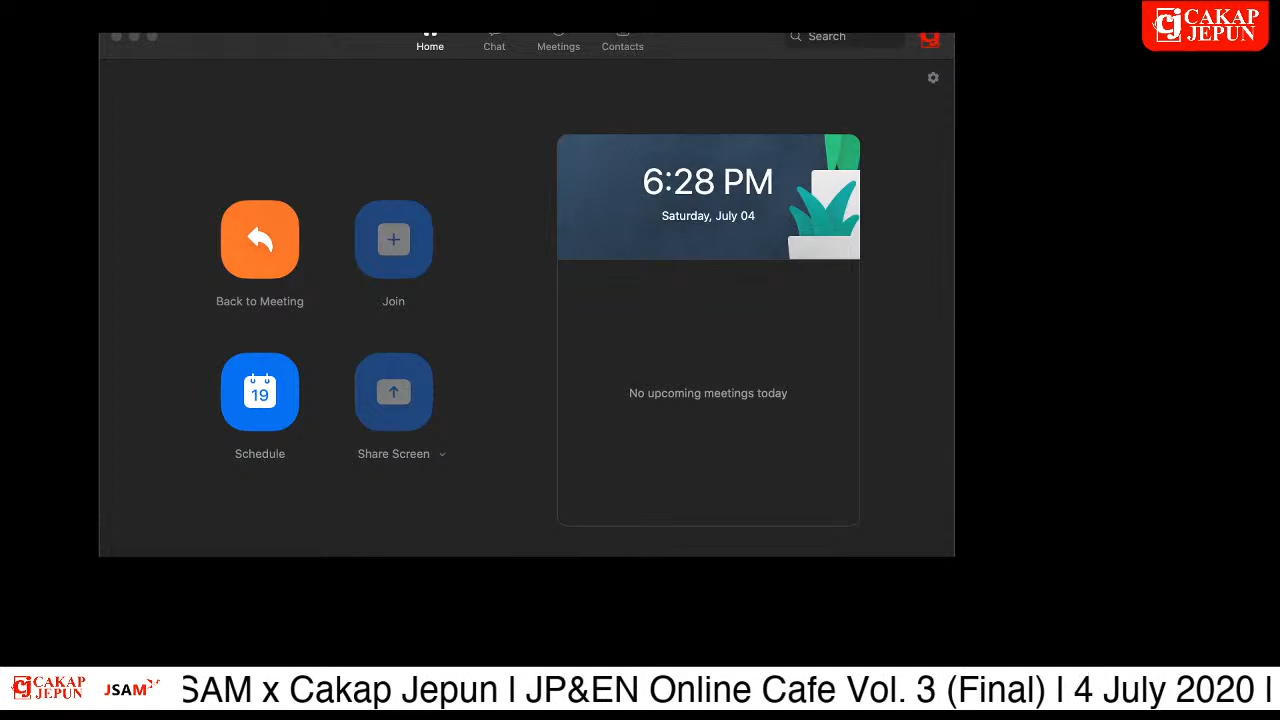 CAKAP
JEPUN
Home
Chat
Meetings
Contacts
Search
6:28 PM
Saturday, July 04
Back to Meeting
Join
19
Schedule
Share Screen
No upcoming meetings today
CAKAP
JEPUN
JSAM
SAM x Cakap Jepun l JP&EN Online Cafe Vol. 3 (Final) l 4 July 2020 l